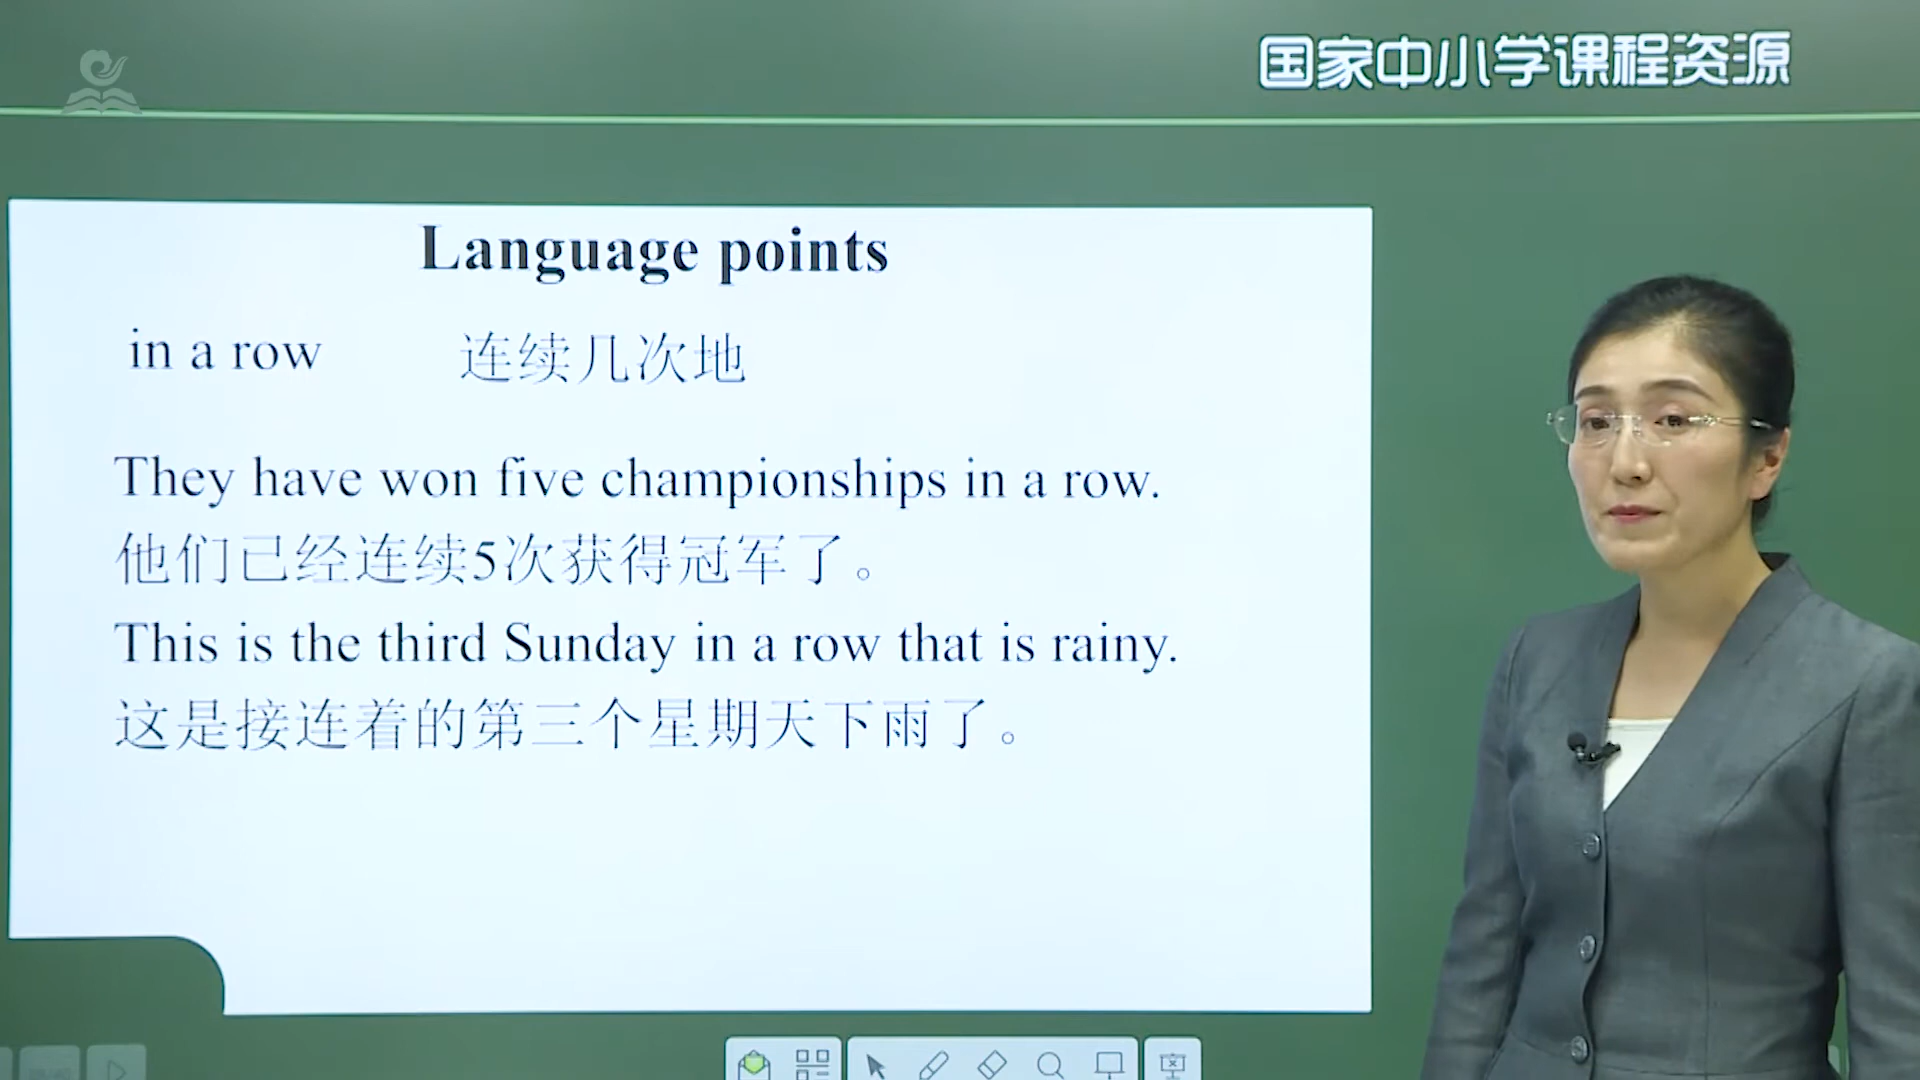 国家中小学课程资源
Language points
in a row 连续几次地
They have won five championships in a row.
他们已经连续5次获得冠军了。
This is the third Sunday in a row that is rainy.
这是接连着的第三个星期天下雨了。